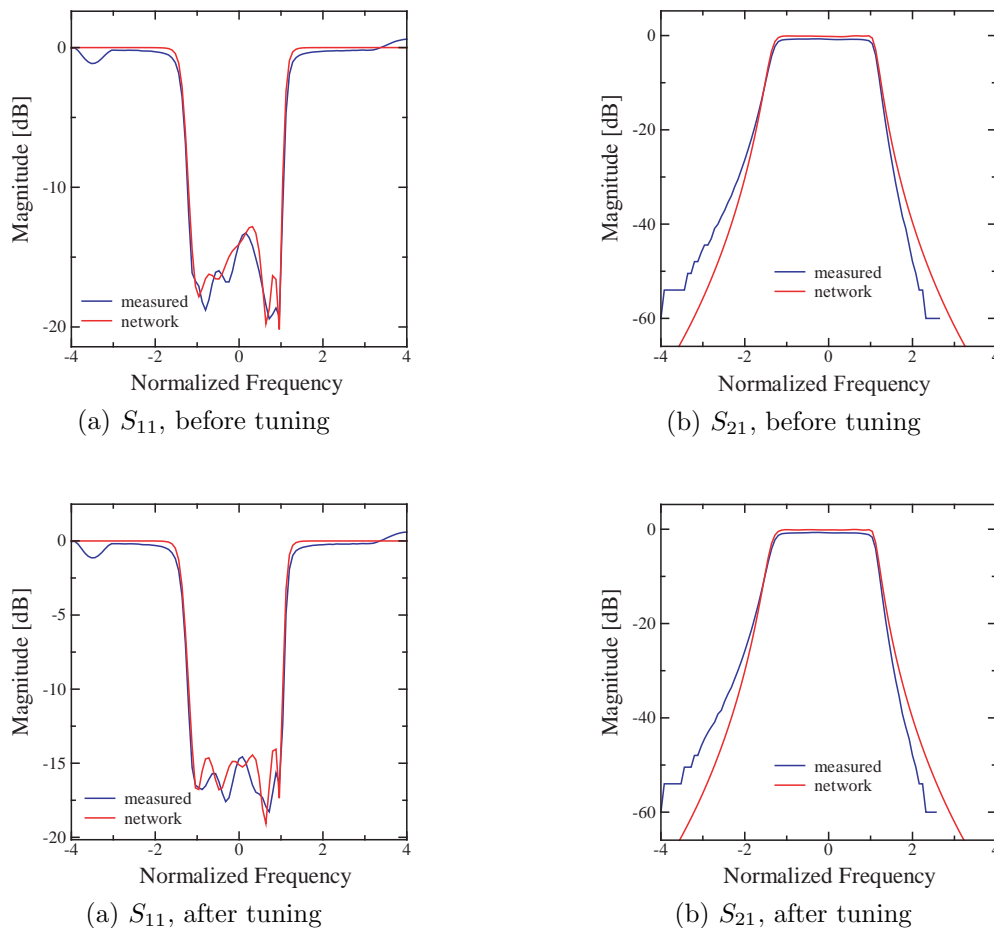 0
-10
-20
Magnitude [dB]
measured
network
-4
-2
0
2
4
Normalized Frequency
(a) S11, before tuning
0
-20
-40
-60
Magnitude [dB]
measured
network
-4
-2
0
2
4
Normalized Frequency
(b) S21, before tuning
0
-5
-10
-15
-20
Magnitude [dB]
measured
network
-4
-2
0
2
4
Normalized Frequency
(a) S11, after tuning
0
-20
-40
-60
Magnitude [dB]
measured
network
-4
-2
0
2
4
Normalized Frequency
(b) S21, after tuning